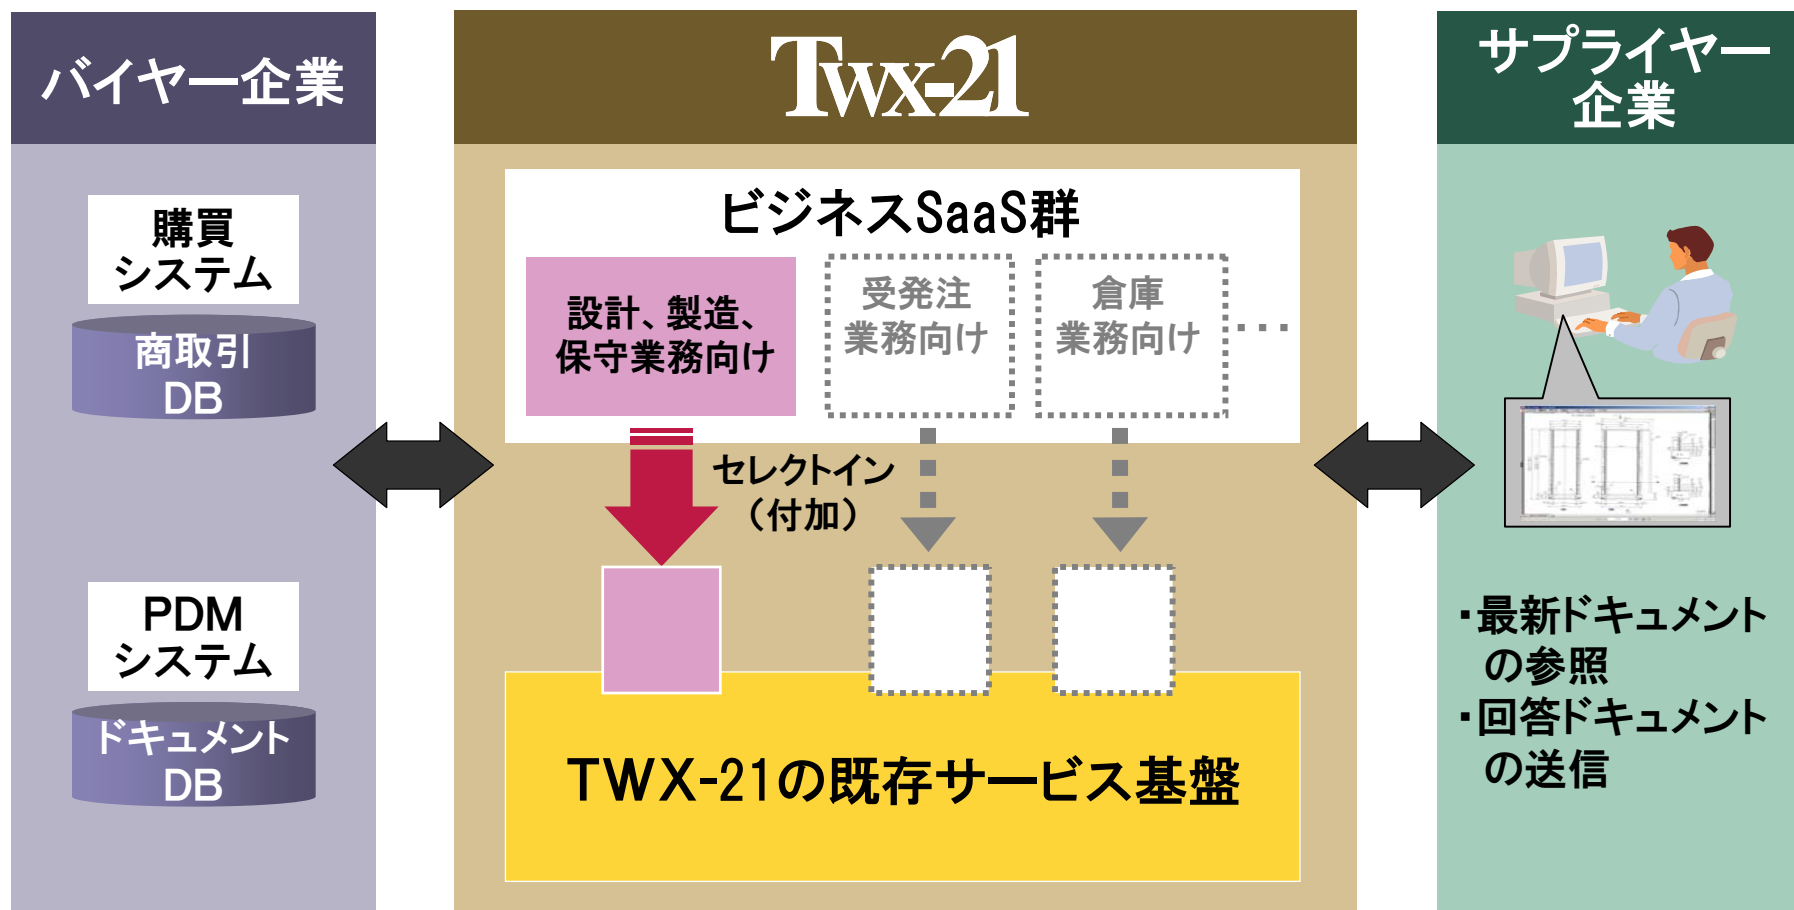 バイヤー企業
購買
システム
商取引
DB
PDM
システム
ドキュメント
DB
TWX-21
ビジネスSaaS群
設計、製造、
保守業務向け
受発注
業務向け
倉庫
業務向け
…
セレクトイン
（付加）
TWX-21の既存サービス基盤
サプライヤー
企業
・最新ドキュメント
の参照
・回答ドキュメント
の送信